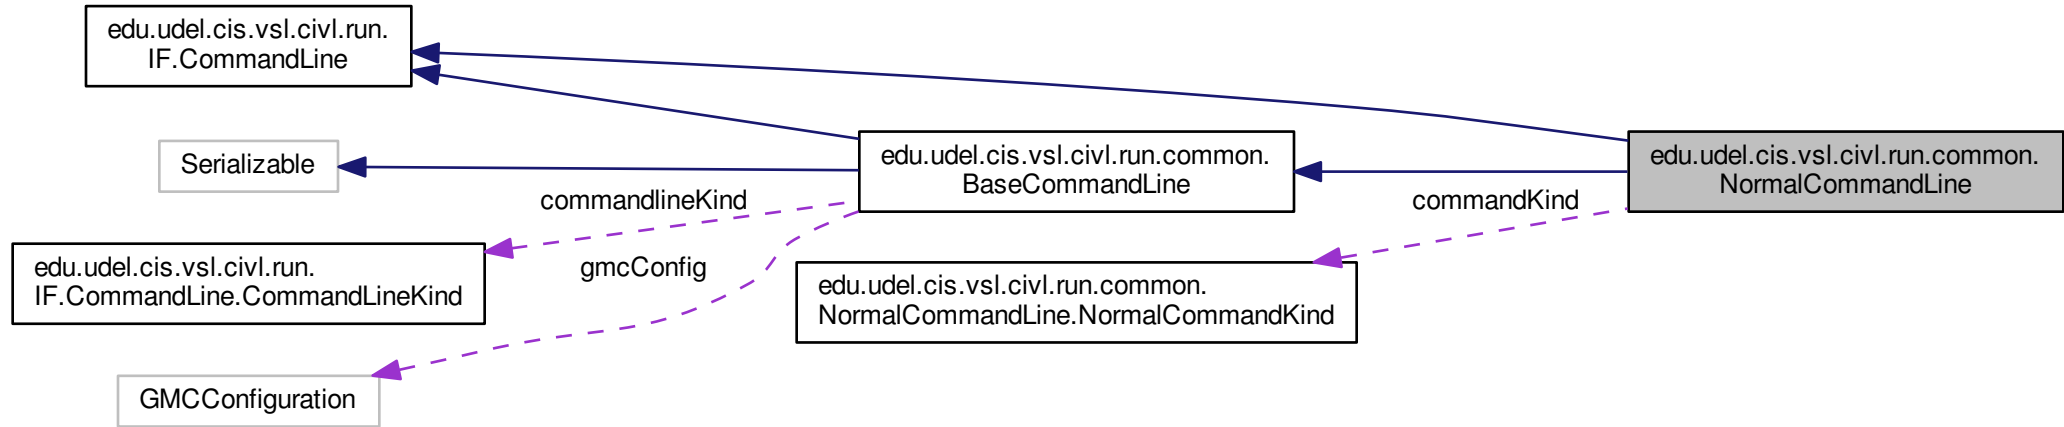 edu.udel.cis.vsl.civl.run.
IF.CommandLine
Serializable
edu.udel.cis.vsl.civl.run.common.
BaseCommandLine
edu.udel.cis.vsl.civl.run.common.
NormalCommandLine
commandlineKind
commandKind
edu.udel.cis.vsl.civl.run.
IF.CommandLine.CommandLineKind
gmcConfig
edu.udel.cis.vsl.civl.run.common.
NormalCommandLine.NormalCommandKind
GMCConfiguration